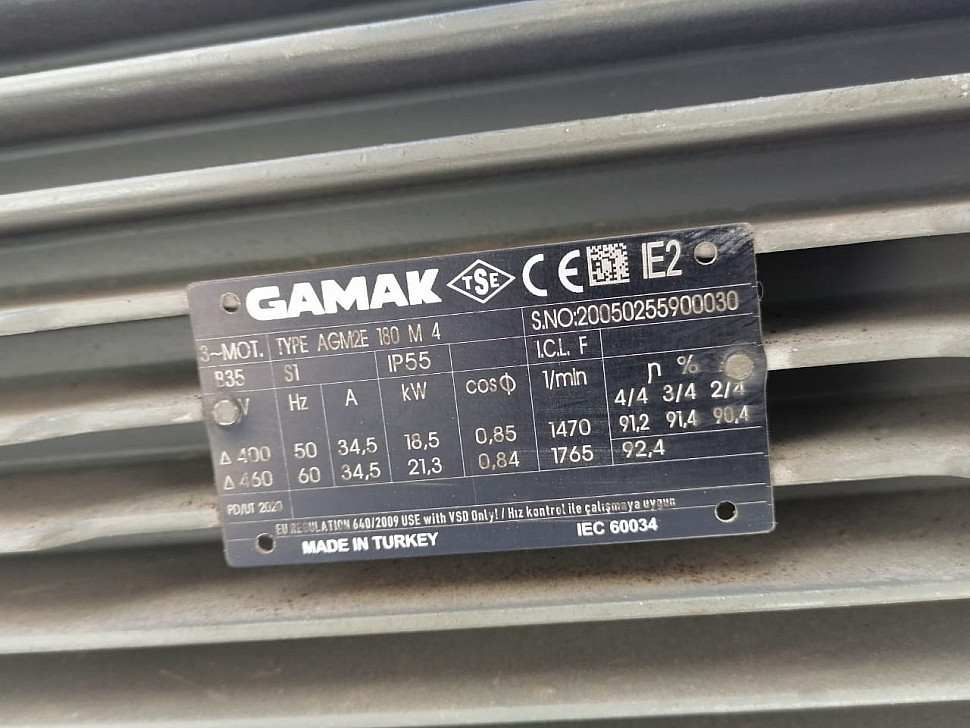 GAMAK TSE CE IE2
3~MOT. TYPE AGM2E 180 M 4 S.NO:20050255900030
B35 S1 IP55 I.C.L. F
V Hz A kW cosϕ 1/min η %
4/4 3/4 2/4
Δ 400 50 34,5 18,5 0,85 1470 91,2 91,4 90,4
Δ 460 60 34,5 21,3 0,84 1765 92,4
PD/UT 2020
EU REGULATION 640/2009 USE with VSD Only! / Hız kontrol ile çalışmaya uygun
MADE IN TURKEY IEC 60034